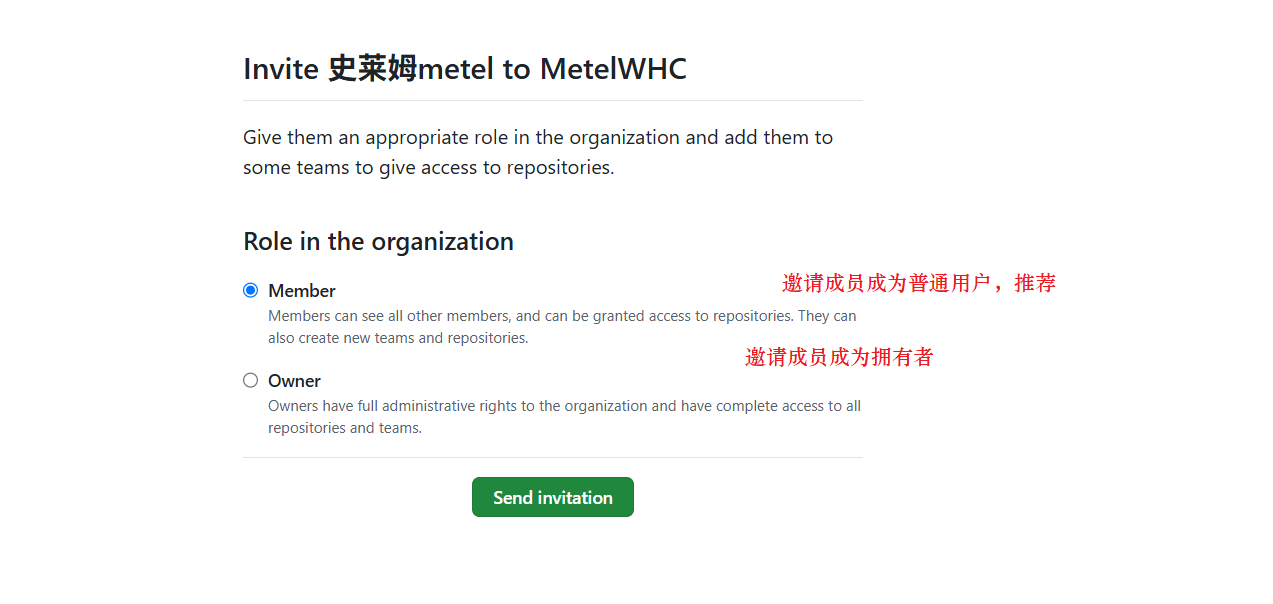 Invite 史莱姆metel to MetelWHC
Give them an appropriate role in the organization and add them to
some teams to give access to repositories.
Role in the organization
Member
邀请成员成为普通用户，推荐
Members can see all other members, and can be granted access to repositories. They can
also create new teams and repositories.
邀请成员成为拥有者
Owner
Owners have full administrative rights to the organization and have complete access to all
repositories and teams.
Send invitation